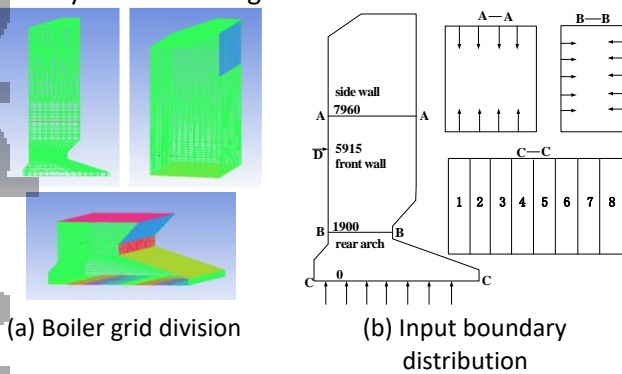 A—A
B—B
side wall
7960
A
A
5915
D
front wall
C—C
1 2 3 4 5 6 7 8
1900
B
B
rear arch
0
C
C
(a) Boiler grid division
(b) Input boundary
distribution